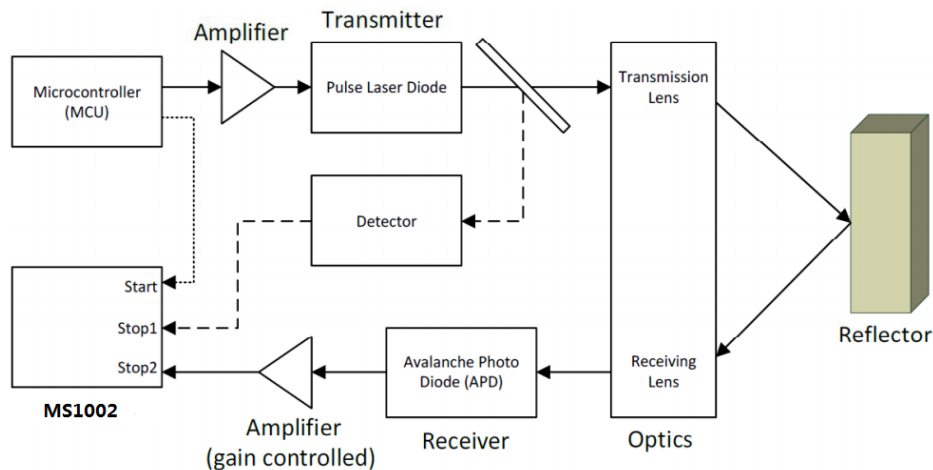 Amplifier
Transmitter
Microcontroller
(MCU)
Pulse Laser Diode
Transmission
Lens
Detector
Start
Stop1
Stop2
MS1002
Amplifier
(gain controlled)
Avalanche Photo
Diode (APD)
Receiver
Receiving
Lens
Optics
Reflector